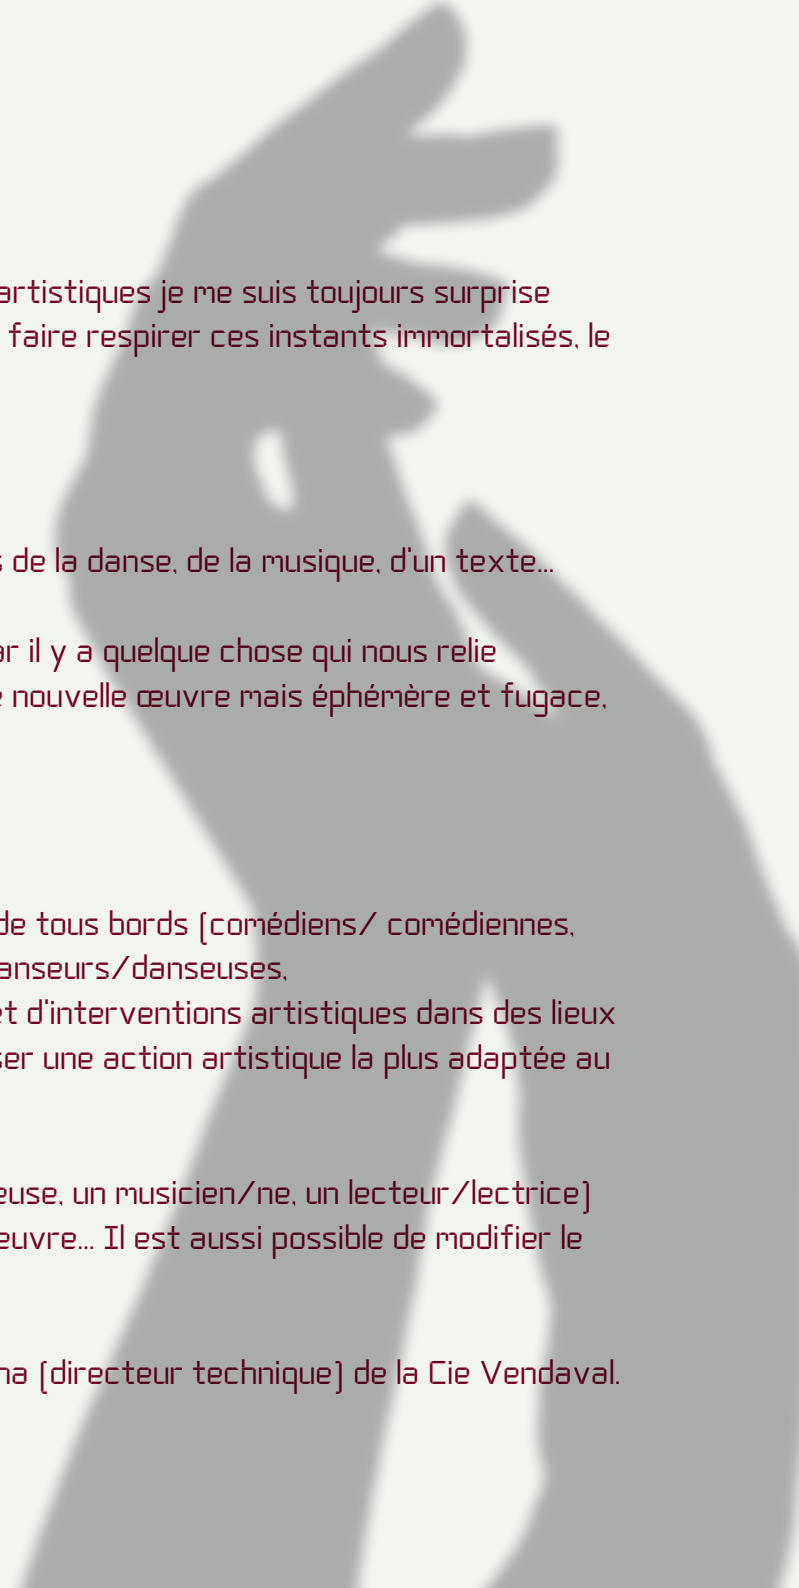 artistiques je me suis toujours surprise
faire respirer ces instants immortalisés, le
de la danse, de la musique, d'un texte...
il y a quelque chose qui nous relie
nouvelle œuvre mais éphémère et fugace,
de tous bords (comédiens/ comédiennes,
anseurs/danseuses,
et d'interventions artistiques dans des lieux
ser une action artistique la plus adaptée au
euse, un musicien/ne, un lecteur/lectrice)
euvre... Il est aussi possible de modifier le
na (directeur technique) de la Cie Vendaval.